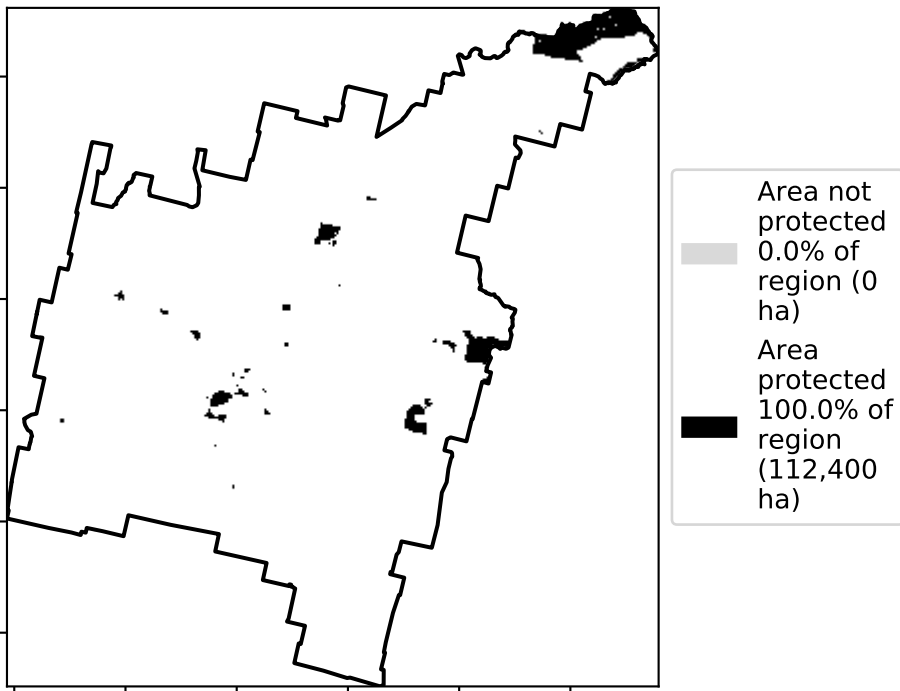 Area not
protected
0.0% of
region (0
ha)
Area
protected
100.0% of
region
(112,400
ha)